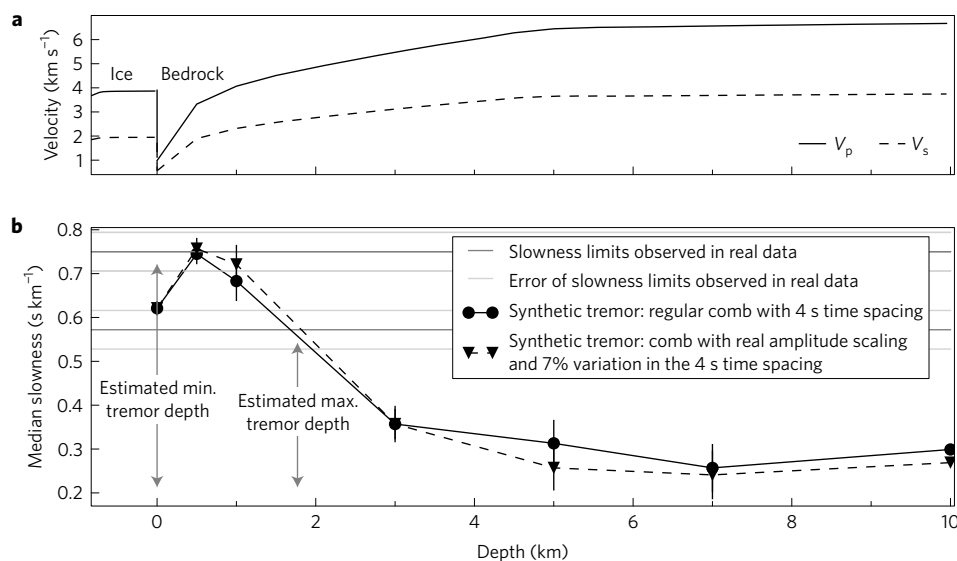 a
6
5
4
3
2
1
Velocity (km s⁻¹)
Ice
Bedrock
Vp
Vs
b
0.8
0.7
0.6
0.5
0.4
0.3
0.2
Median slowness (s km⁻¹)
Slowness limits observed in real data
Error of slowness limits observed in real data
Synthetic tremor: regular comb with 4 s time spacing
Synthetic tremor: comb with real amplitude scaling
and 7% variation in the 4 s time spacing
Estimated min.
tremor depth
Estimated max.
tremor depth
0
2
4
6
8
10
Depth (km)